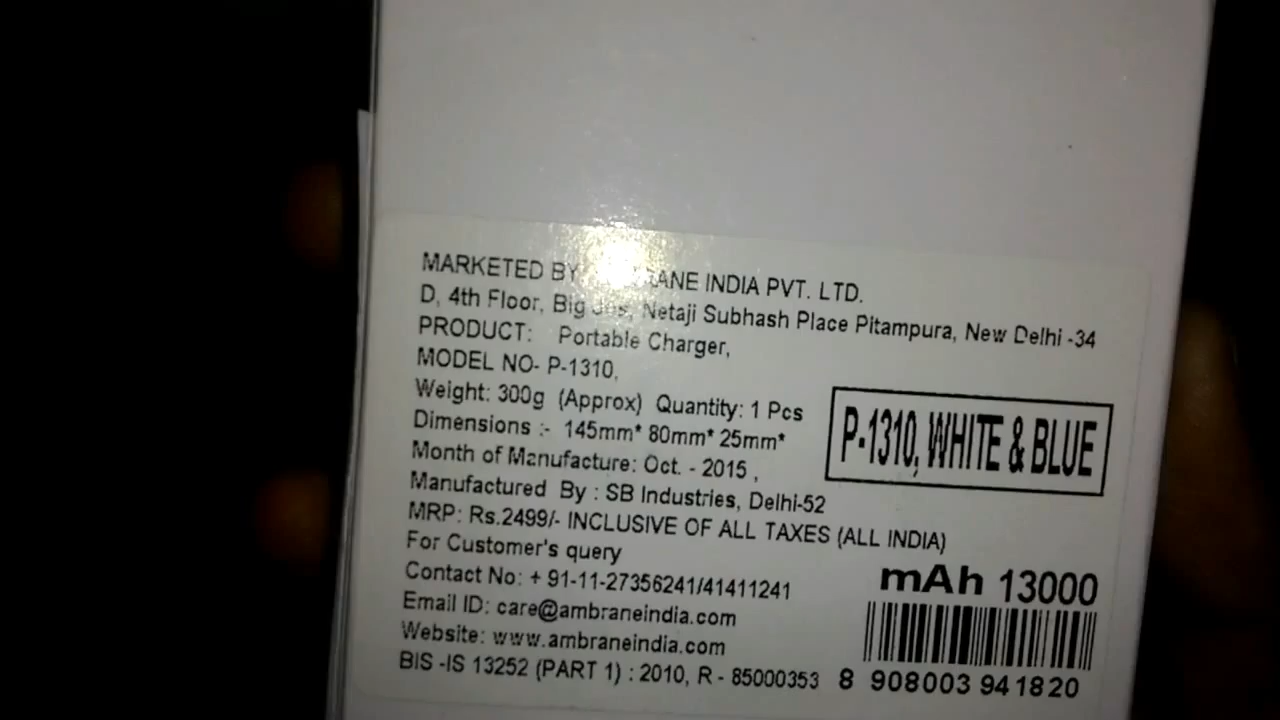 MARKETED BY INDIA PVT. LTD.
D, 4th Floor, Big Netaji Subhash Place Pitampura, New Delhi -34
PRODUCT: Portable Charger,
MODEL NO- P-1310,
Weight: 300g (Approx) Quantity: 1 Pcs
Dimensions :- 145mm* 80mm* 25mm*
Month of Manufacture: Oct. - 2015 ,
Manufactured By : SB Industries, Delhi-52
MRP: Rs.2499/- INCLUSIVE OF ALL TAXES (ALL INDIA)
For Customer's query
Contact No: + 91-11-27356241/41411241
Email ID: care@ambraneindia.com
Website: www.ambraneindia.com
BIS -IS 13252 (PART 1) : 2010, R - 85000353
P-1310, WHITE & BLUE
mAh 13000
8 908003 941820